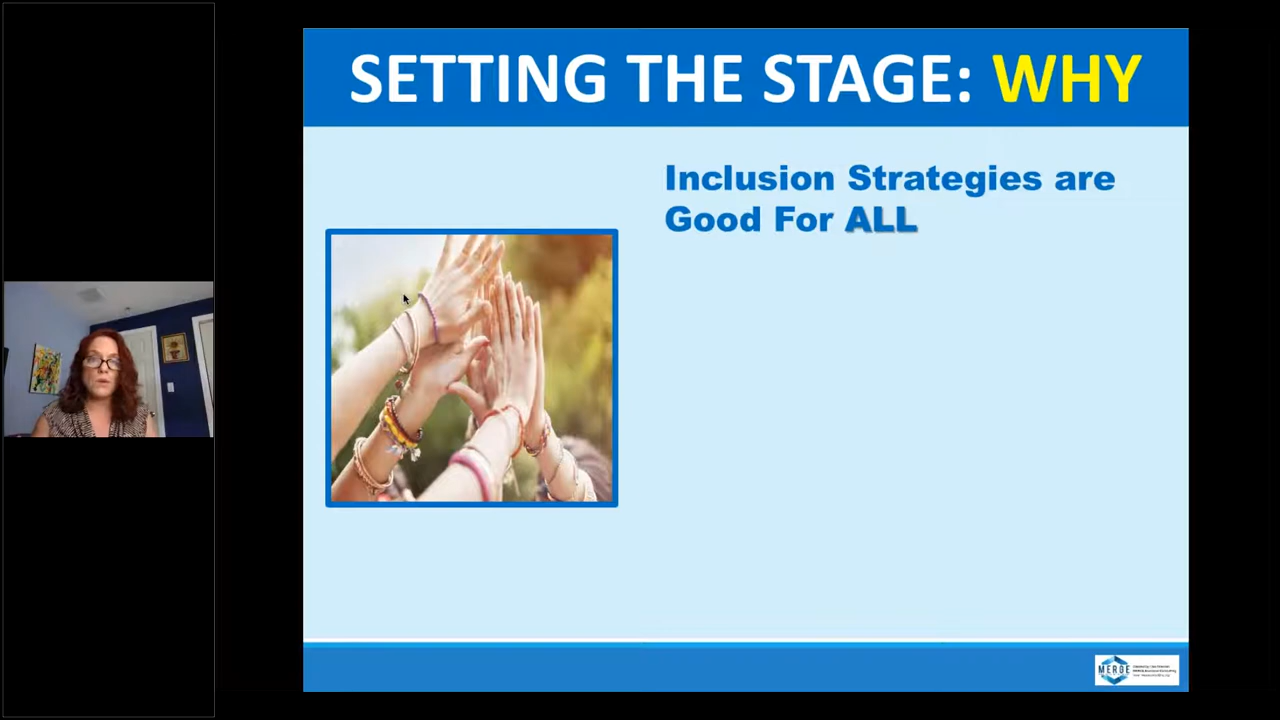 SETTING THE STAGE: WHY
Inclusion Strategies are
Good For ALL
MERGE